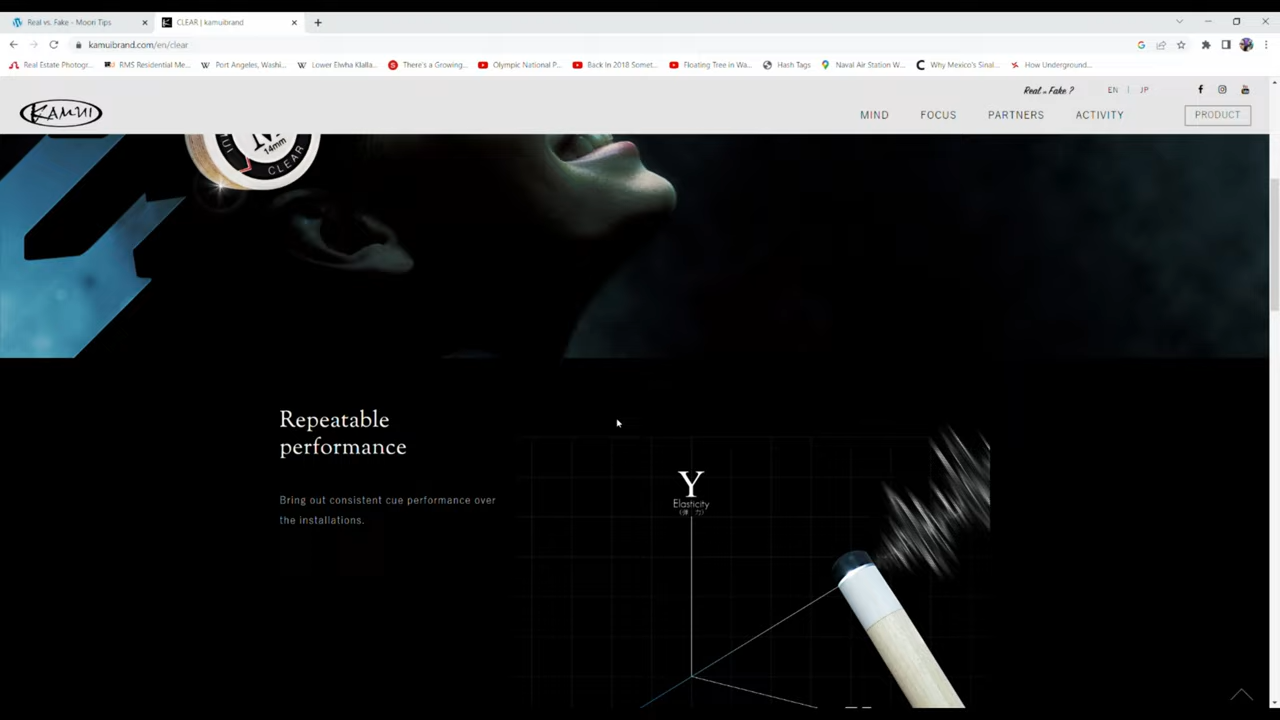 Real vs. Fake - Moori Tips
CLEAR | kamuibrand
kamuibrand.com/en/clear
Real Estate Photogr...
RMS Residential Me...
Port Angeles, Washi...
Lower Elwha Klalla...
There's a Growing...
Olympic National P...
Back In 2018 Somet...
Floating Tree in Wa...
Hash Tags
Naval Air Station W...
Why Mexico's Sinal...
How Underground...
Real or Fake ?
EN | JP
KAMUI
MIND FOCUS PARTNERS ACTIVITY PRODUCT
M
14mm
CLEAR
Repeatable
performance
Bring out consistent cue performance over
the installations.
Y
Elasticity
(弾 力)